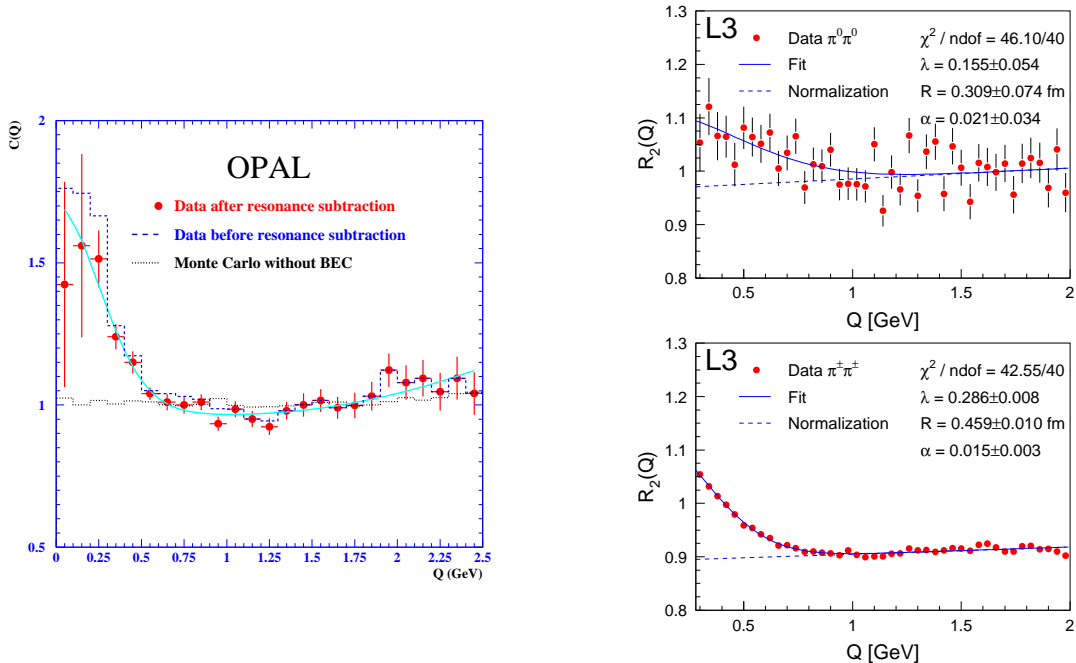 C(Q)
2
1.75
1.5
1.25
1
0.75
0.5
OPAL
Data after resonance subtraction
Data before resonance subtraction
Monte Carlo without BEC
0 0.25 0.5 0.75 1 1.25 1.5 1.75 2 2.25 2.5
Q (GeV)
R₂(Q)
1.3
1.2
1.1
1
0.9
0.8
L3
Data π⁰π⁰
Fit
Normalization
χ² / ndof = 46.10/40
λ = 0.155±0.054
R = 0.309±0.074 fm
α = 0.021±0.034
0.5 1 1.5 2
Q [GeV]
R₂(Q)
1.3
1.2
1.1
1
0.9
0.8
L3
Data π±π±
Fit
Normalization
χ² / ndof = 42.55/40
λ = 0.286±0.008
R = 0.459±0.010 fm
α = 0.015±0.003
0.5 1 1.5 2
Q [GeV]